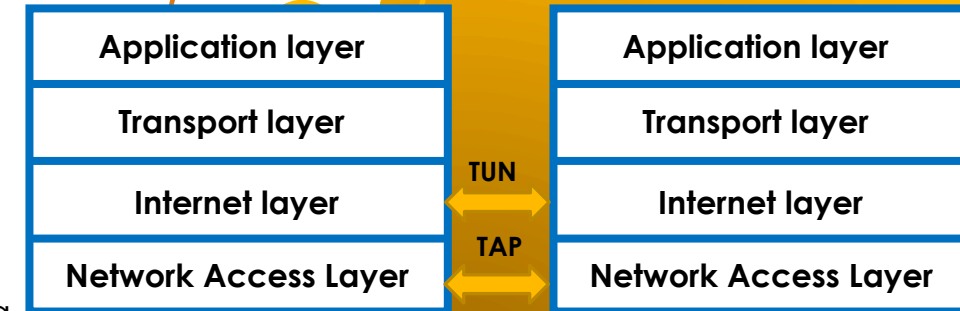 Application layer Application layer
Transport layer Transport layer
TUN
Internet layer Internet layer
TAP
Network Access Layer Network Access Layer